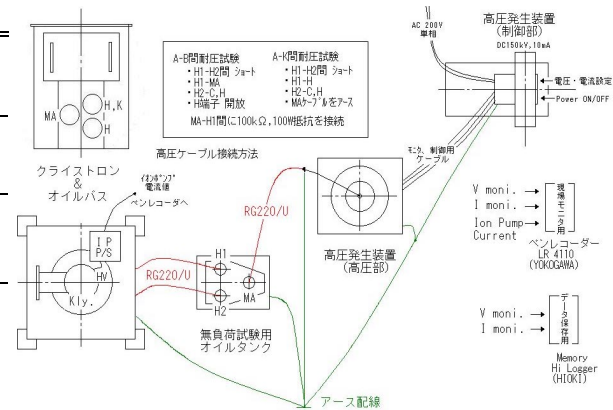 AC 200V
単相
高圧発生装置
(制御部)
DC150kV, 10mA
電圧・電流設定
Power ON/OFF
A-B間耐圧試験
・H1-H2間 ショート
・H1-MA
・H2-C,H
・H端子 開放
A-K間耐圧試験
・H1-H2間 ショート
・H1-H
・H2-C,H
・MAケーブルをアース
MA-H1間に100kΩ,100W抵抗を接続
高圧ケーブル接続方法
MA
H,K
H
クライストロン
&
オイルバス
イオンポンプ
電流値
ペンレコーダへ
I P
P/S
HV
Kly.
RG220/U
RG220/U
H1
H2
MA
無負荷試験用
オイルタンク
モニタ、制御用
ケーブル
高圧発生装置
(高圧部)
V moni.
I moni.
Ion Pump
Current
現場モニタ用
ペンレコーダー
LR 4110
(YOKOGAWA)
V moni.
I moni.
データ保存用
Memory
Hi Logger
(HIOKI)
アース配線